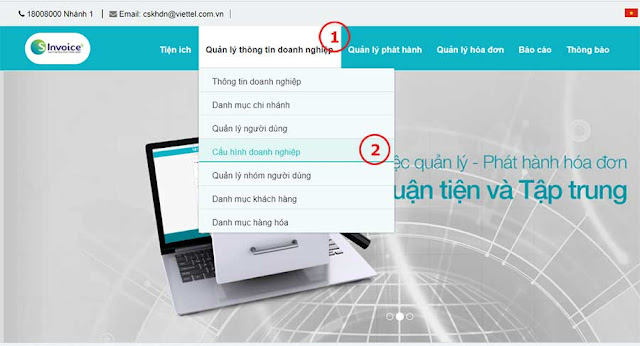 18008000 Nhánh 1 | Email: cskhdn@viettel.com.vn
SInvoice
Tiện ích
Quản lý thông tin doanh nghiệp
1
Quản lý phát hành
Quản lý hóa đơn
Báo cáo
Thông báo
Thông tin doanh nghiệp
Danh mục chi nhánh
Quản lý người dùng
Cấu hình doanh nghiệp
2
Quản lý nhóm người dùng
Danh mục khách hàng
Danh mục hàng hóa
ệc quản lý - Phát hành hóa đơn
uận tiện và Tập trung